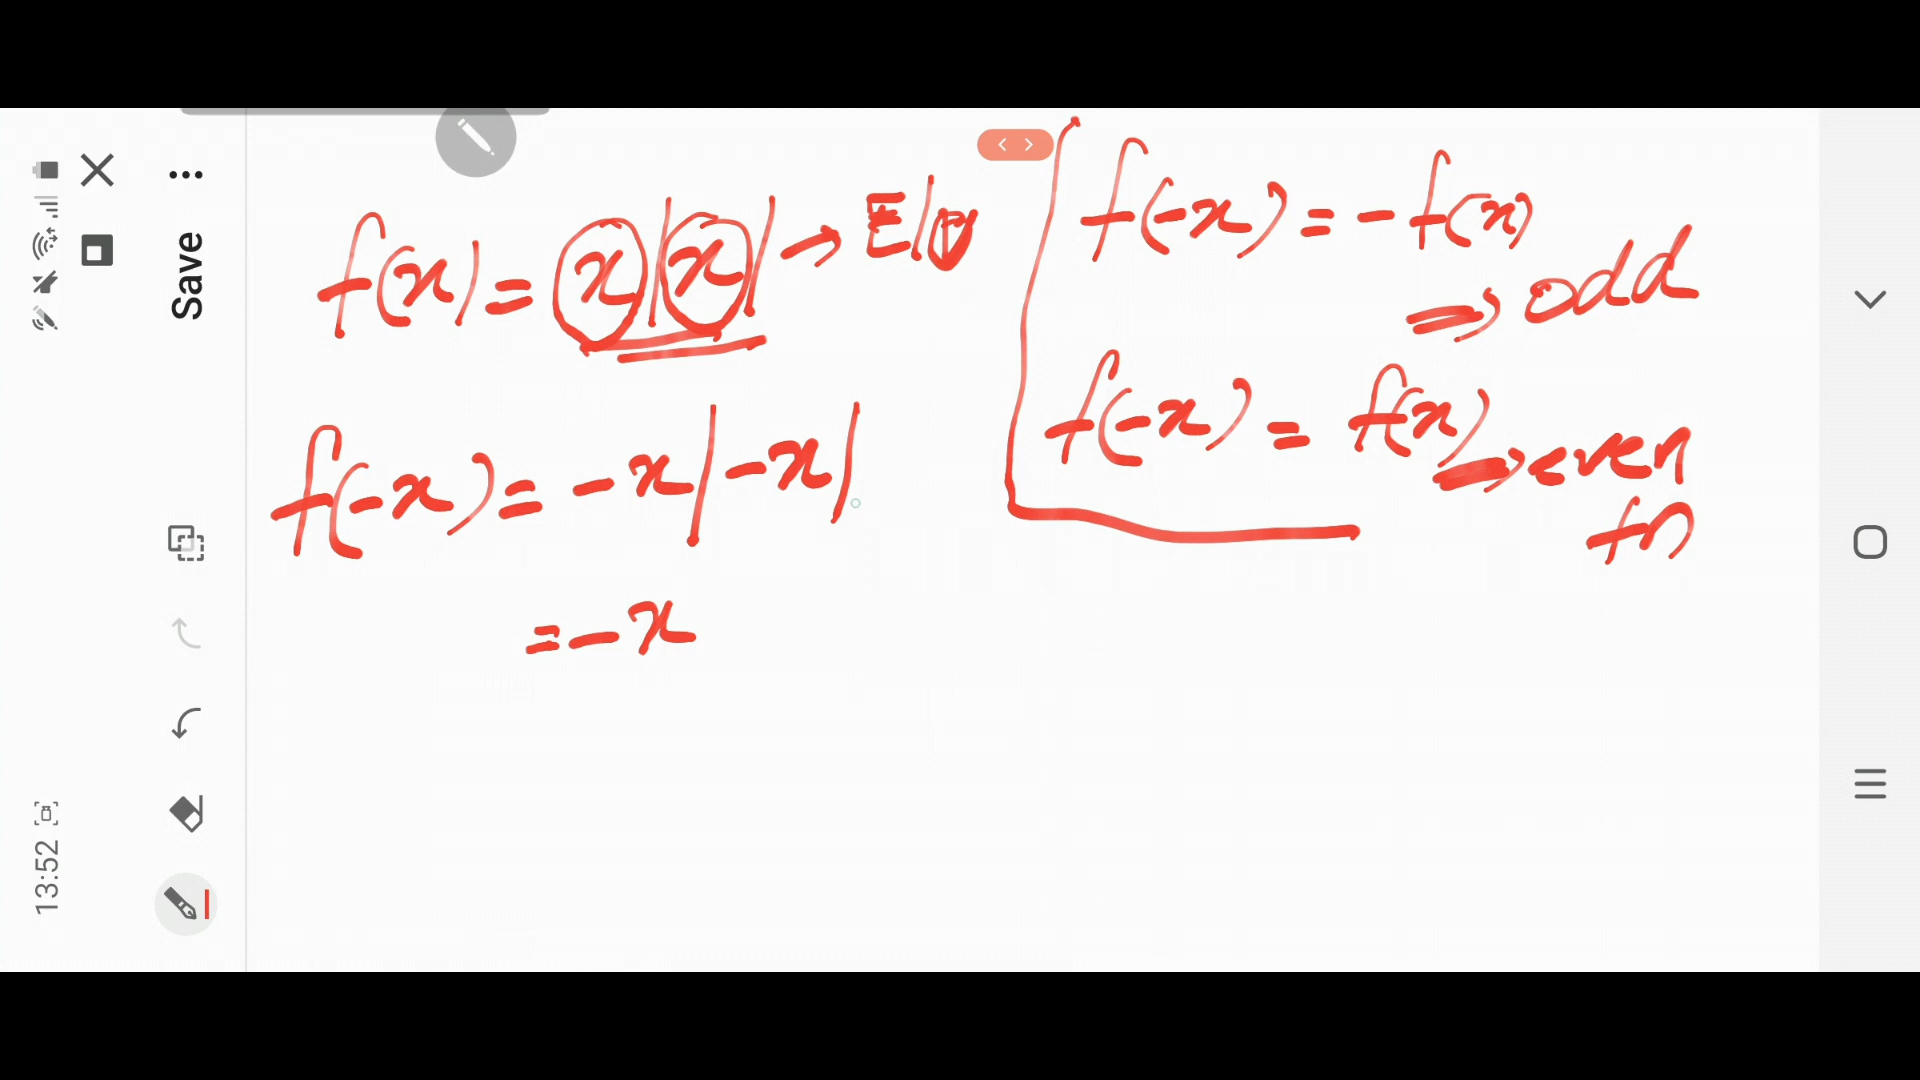 Save
13:52
f(x) = x|x| → E/O
f(-x) = -x|-x|
= -x
f(-x) = -f(x)
⇒ odd
f(-x) = f(x)
⇒ even
fn